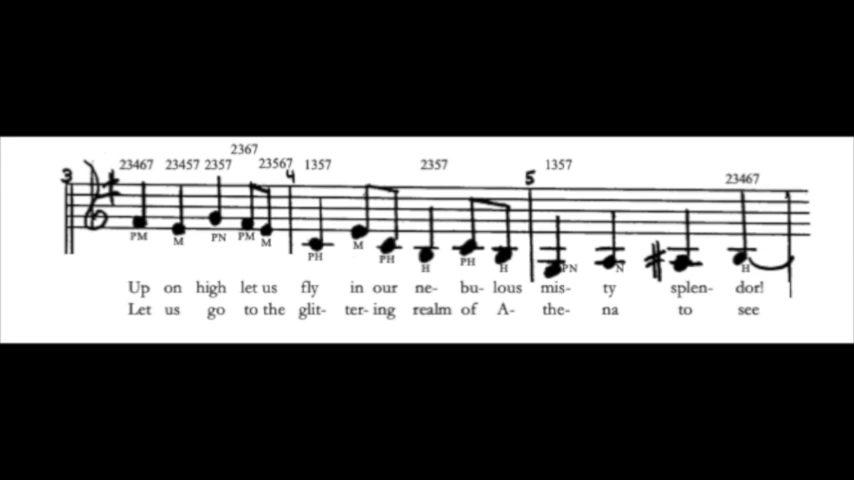 2367
23467 23457 2357 23567 1357 2357 1357 23467
3 4 5
PM M PN PM M PH M PH H PH H PN N H
Up on high let us fly in our ne- bu- lous mis- ty splen- dor!
Let us go to the glit- ter- ing realm of A- the- na to see